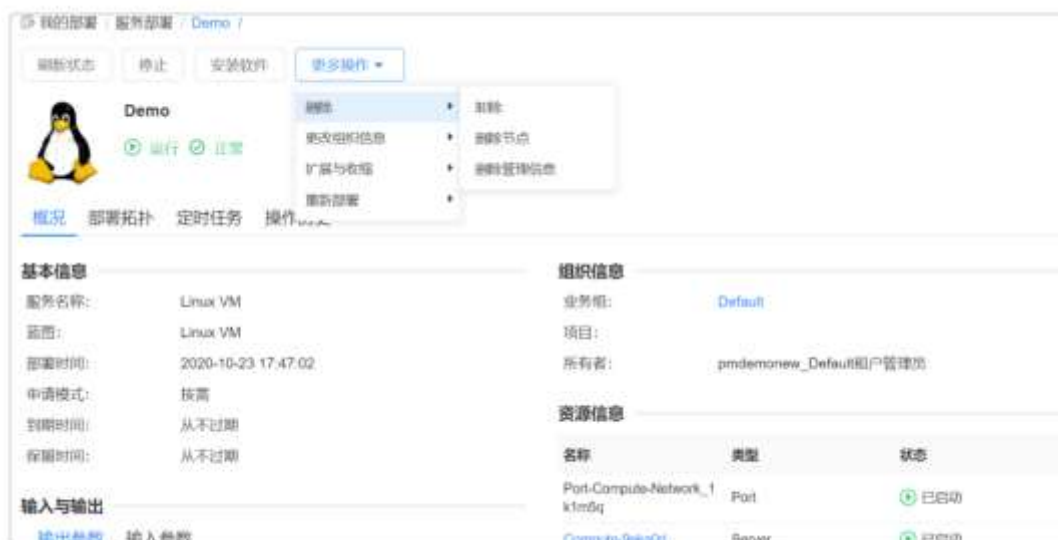 我的部署 / 服务部署 / Demo /
刷新状态 停止 安装软件 更多操作
Demo
运行 正常
删除
更改组织信息
扩展与收缩
重新部署
卸除
删除节点
删除管理信息
概况 部署拓扑 定时任务 操作历史
基本信息
服务名称: Linux VM
蓝图: Linux VM
部署时间: 2020-10-23 17:47:02
申请模式: 按需
到期时间: 从不过期
保留时间: 从不过期
输入与输出
输出参数 输入参数
组织信息
业务组: Default
项目:
所有者: pmdemonew_Default租户管理员
资源信息
名称 类型 状态
Port-Compute-Network_1
k1m5q Port 已启动
Server 已启动